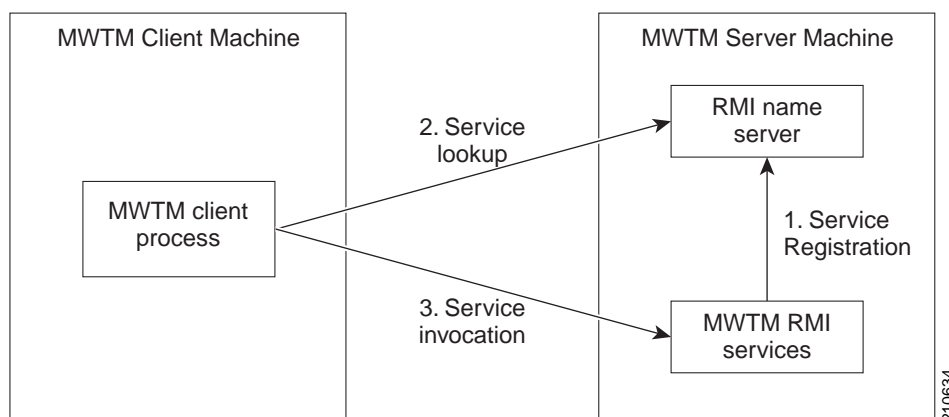 MWTM Client Machine
MWTM Server Machine
RMI name
server
2. Service
lookup
MWTM client
process
1. Service
Registration
3. Service
invocation
MWTM RMI
services